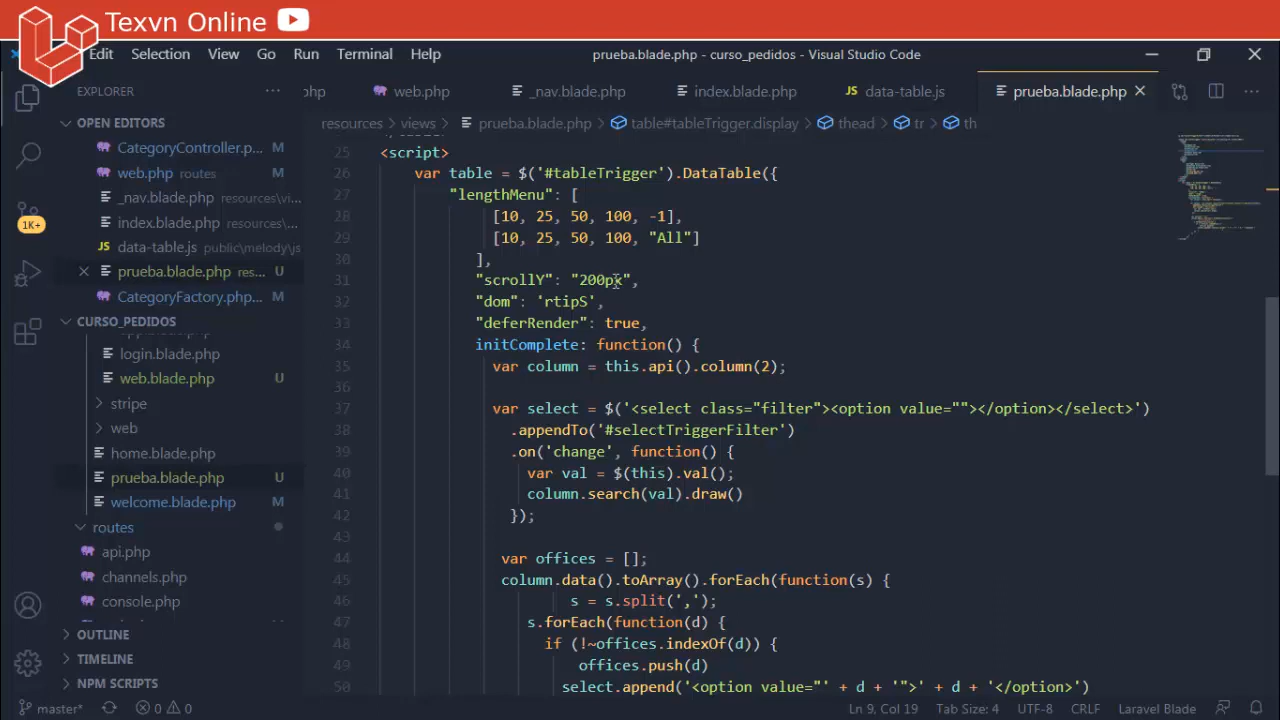 Texvn Online
Edit Selection View Go Run Terminal Help
prueba.blade.php - curso_pedidos - Visual Studio Code
EXPLORER
php web.php _nav.blade.php index.blade.php JS data-table.js prueba.blade.php
resources > views > prueba.blade.php > table#tableTrigger.display > thead > tr > th
OPEN EDITORS
CategoryController.p... M
web.php routes M
_nav.blade.php resources\vi...
index.blade.php resources\...
JS data-table.js public\melody\js
prueba.blade.php res... U
CategoryFactory.php... M
1K+
CURSO_PEDIDOS
login.blade.php
web.blade.php U
stripe
web
home.blade.php
prueba.blade.php U
welcome.blade.php M
routes
api.php
channels.php
console.php
OUTLINE
TIMELINE
NPM SCRIPTS
25 <script>
26 var table = $('#tableTrigger').DataTable({
27 "lengthMenu": [
28 [10, 25, 50, 100, -1],
29 [10, 25, 50, 100, "All"]
30 ],
31 "scrollY": "200px",
32 "dom": 'rtipS',
33 "deferRender": true,
34 initComplete: function() {
35 var column = this.api().column(2);
36
37 var select = $('<select class="filter"><option value=""></option></select>')
38 .appendTo('#selectTriggerFilter')
39 .on('change', function() {
40 var val = $(this).val();
41 column.search(val).draw()
42 });
43
44 var offices = [];
45 column.data().toArray().forEach(function(s) {
46 s = s.split(',');
47 s.forEach(function(d) {
48 if (!~offices.indexOf(d)) {
49 offices.push(d)
50 select.append('<option value="' + d + '">' + d + '</option>')
master* 0 0 Ln 9, Col 19 Tab Size: 4 UTF-8 CRLF Laravel Blade